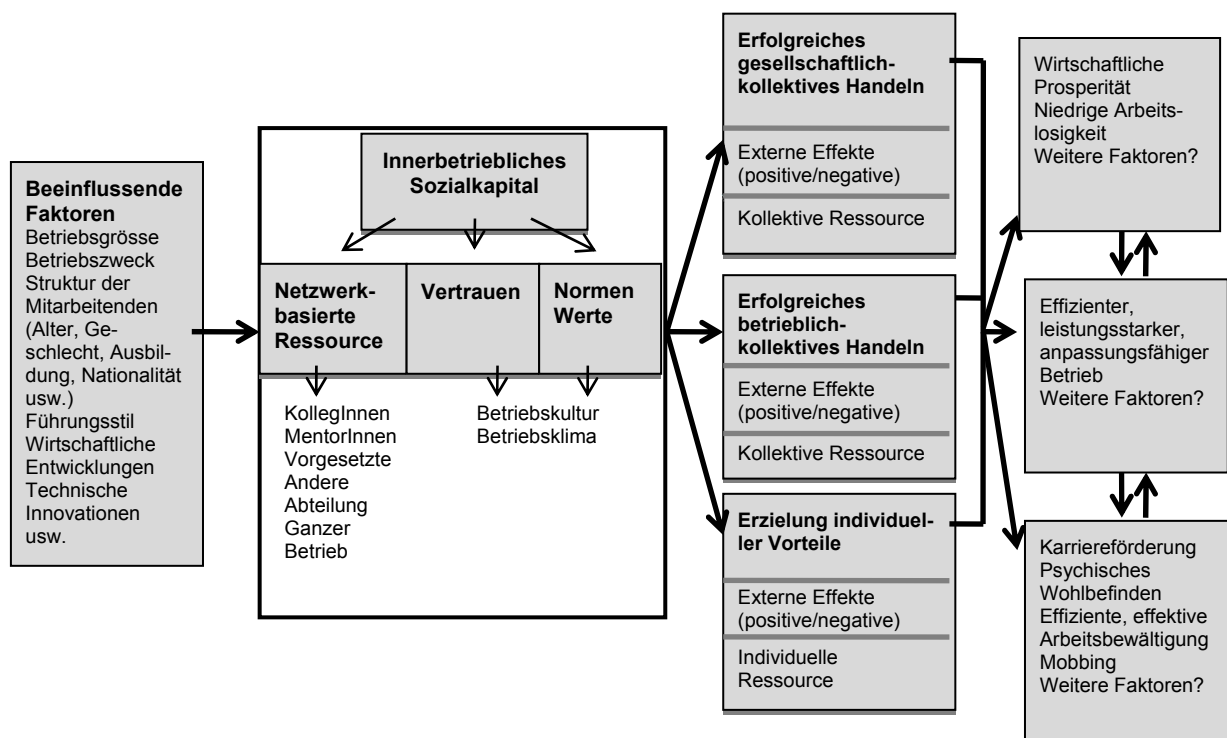 Beeinflussende
Faktoren
Betriebsgrösse
Betriebszweck
Struktur der
Mitarbeitenden
(Alter, Ge-
schlecht, Ausbil-
dung, Nationalität
usw.)
Führungsstil
Wirtschaftliche
Entwicklungen
Technische
Innovationen
usw.
Innerbetriebliches
Sozialkapital
Netzwerk-
basierte
Ressource
Vertrauen
Normen
Werte
KollegInnen
MentorInnen
Vorgesetzte
Andere
Abteilung
Ganzer
Betrieb
Betriebskultur
Betriebsklima
Erfolgreiches
gesellschaftlich-
kollektives Handeln
Externe Effekte
(positive/negative)
Kollektive Ressource
Erfolgreiches
betrieblich-
kollektives Handeln
Externe Effekte
(positive/negative)
Kollektive Ressource
Erzielung individuel-
ler Vorteile
Externe Effekte
(positive/negative)
Individuelle
Ressource
Wirtschaftliche
Prosperität
Niedrige Arbeits-
losigkeit
Weitere Faktoren?
Effizienter,
leistungsstarker,
anpassungsfähiger
Betrieb
Weitere Faktoren?
Karriereförderung
Psychisches
Wohlbefinden
Effiziente, effektive
Arbeitsbewältigung
Mobbing
Weitere Faktoren?